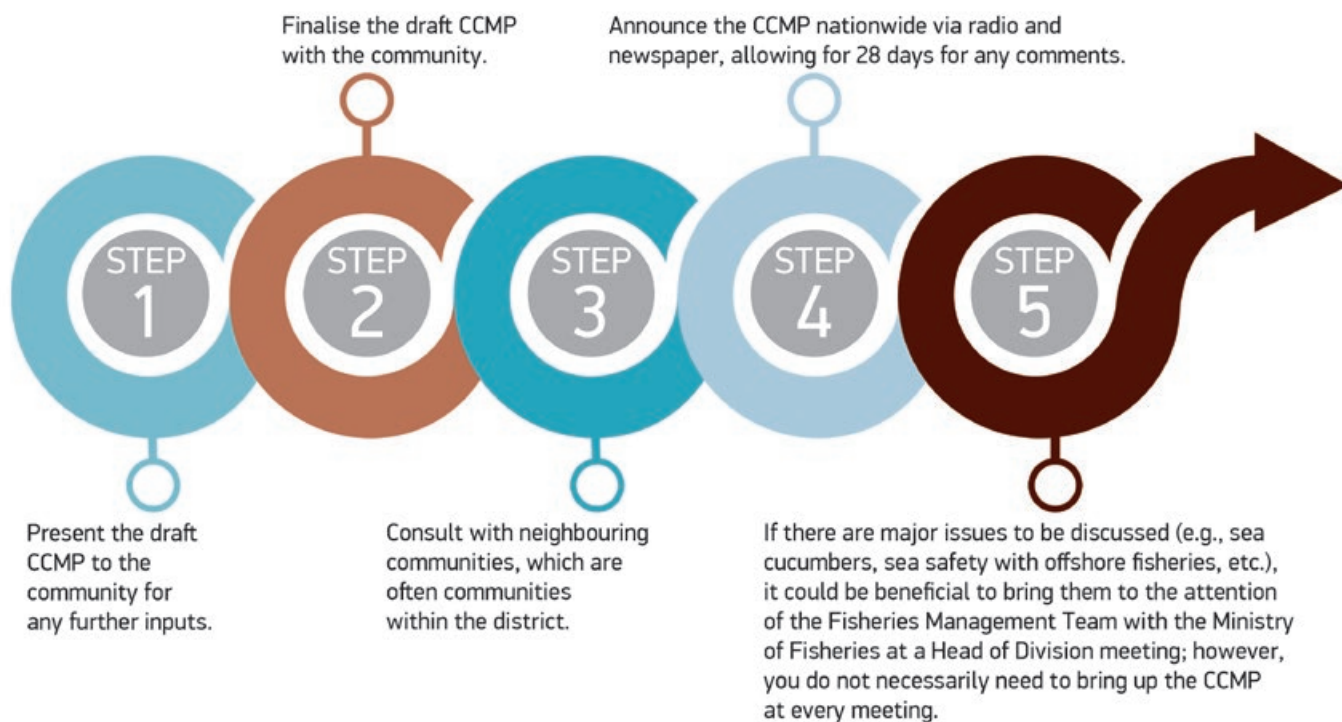 STEP
1
Present the draft
CCMP to the
community for
any further inputs.
Finalise the draft CCMP
with the community.
STEP
2
STEP
3
Consult with neighbouring
communities, which are
often communities
within the district.
Announce the CCMP nationwide via radio and
newspaper, allowing for 28 days for any comments.
STEP
4
STEP
5
If there are major issues to be discussed (e.g., sea
cucumbers, sea safety with offshore fisheries, etc.),
it could be beneficial to bring them to the attention
of the Fisheries Management Team with the Ministry
of Fisheries at a Head of Division meeting; however,
you do not necessarily need to bring up the CCMP
at every meeting.